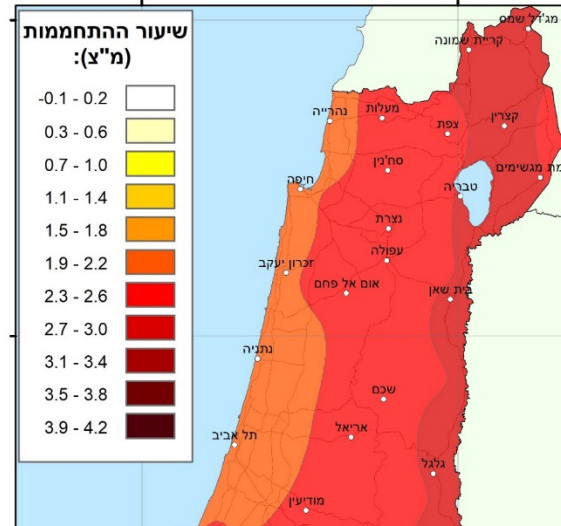 שיעור ההתחממות
(מ"צ):
-0.1 - 0.2
0.3 - 0.6
0.7 - 1.0
1.1 - 1.4
1.5 - 1.8
1.9 - 2.2
2.3 - 2.6
2.7 - 3.0
3.1 - 3.4
3.5 - 3.8
3.9 - 4.2
מג'דל שמס
קריית שמונה
מעלות
נהרייה
קצרין
צפת
סח'נין
מת מגשימים
חיפה
טבריה
נצרת
עפולה
זכרון יעקב
אום אל פחם
בית שאן
נתניה
שכם
אריאל
תל אביב
גלגל
מודיעין